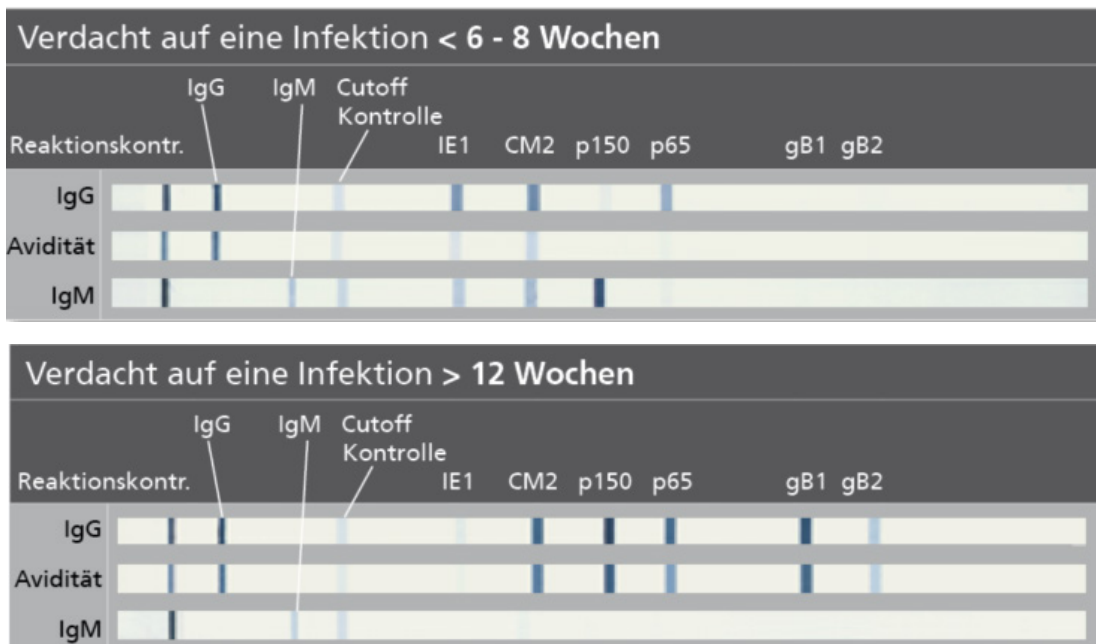 Verdacht auf eine Infektion < 6 - 8 Wochen
IgG IgM Cutoff
Kontrolle
Reaktionskontr. IE1 CM2 p150 p65 gB1 gB2
IgG
Avidität
IgM
Verdacht auf eine Infektion > 12 Wochen
IgG IgM Cutoff
Kontrolle
Reaktionskontr. IE1 CM2 p150 p65 gB1 gB2
IgG
Avidität
IgM